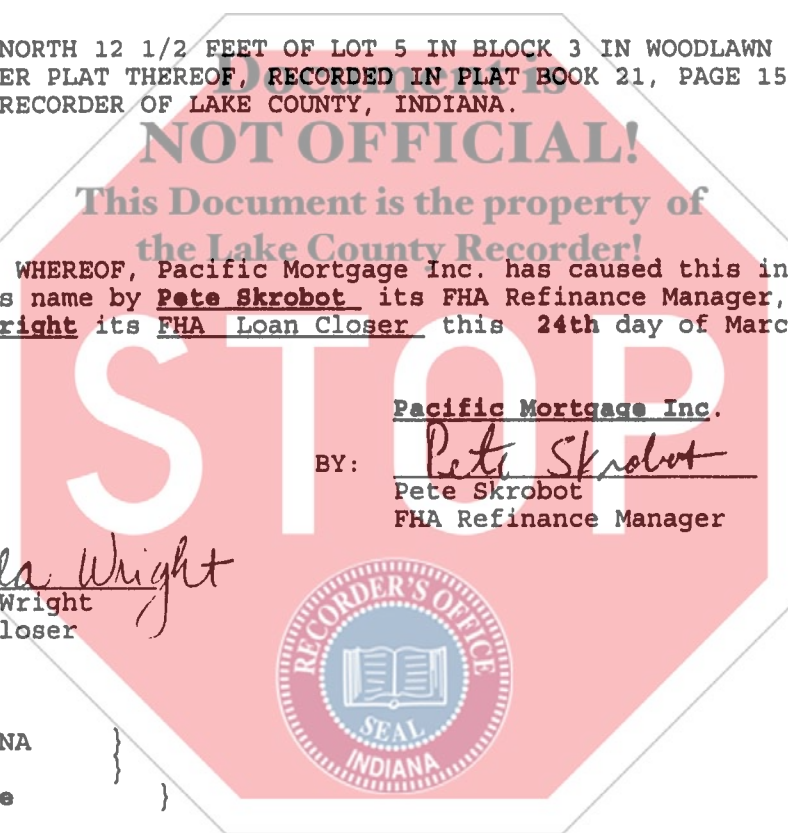 NORTH 12 1/2 FEET OF LOT 5 IN BLOCK 3 IN WOODLAWN
ER PLAT THEREOF, RECORDED IN PLAT BOOK 21, PAGE 15
RECORDER OF LAKE COUNTY, INDIANA.
Document is
NOT OFFICIAL!
This Document is the property of
the Lake County Recorder!
WHEREOF, Pacific Mortgage Inc. has caused this in
s name by Pete Skrobot its FHA Refinance Manager,
right its FHA Loan Closer this 24th day of Marc
STOP
Pacific Mortgage Inc.
BY: Pete Skrobot
Pete Skrobot
FHA Refinance Manager
la Wright
Wright
loser
RECORDER'S OFFICE
SEAL
INDIANA
NA }
}
e }